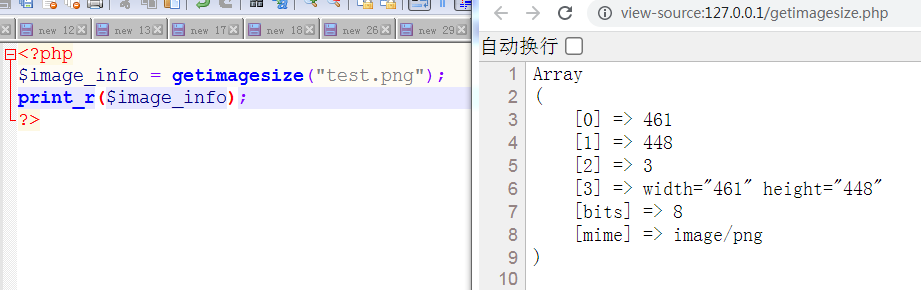 new 12
new 13
new 17
new 18
new 26
new 29
<?php
$image_info = getimagesize("test.png");
print_r($image_info);
?>
view-source:127.0.0.1/getimagesize.php
自动换行
1 Array
2 (
3 [0] => 461
4 [1] => 448
5 [2] => 3
6 [3] => width="461" height="448"
7 [bits] => 8
8 [mime] => image/png
9 )
10